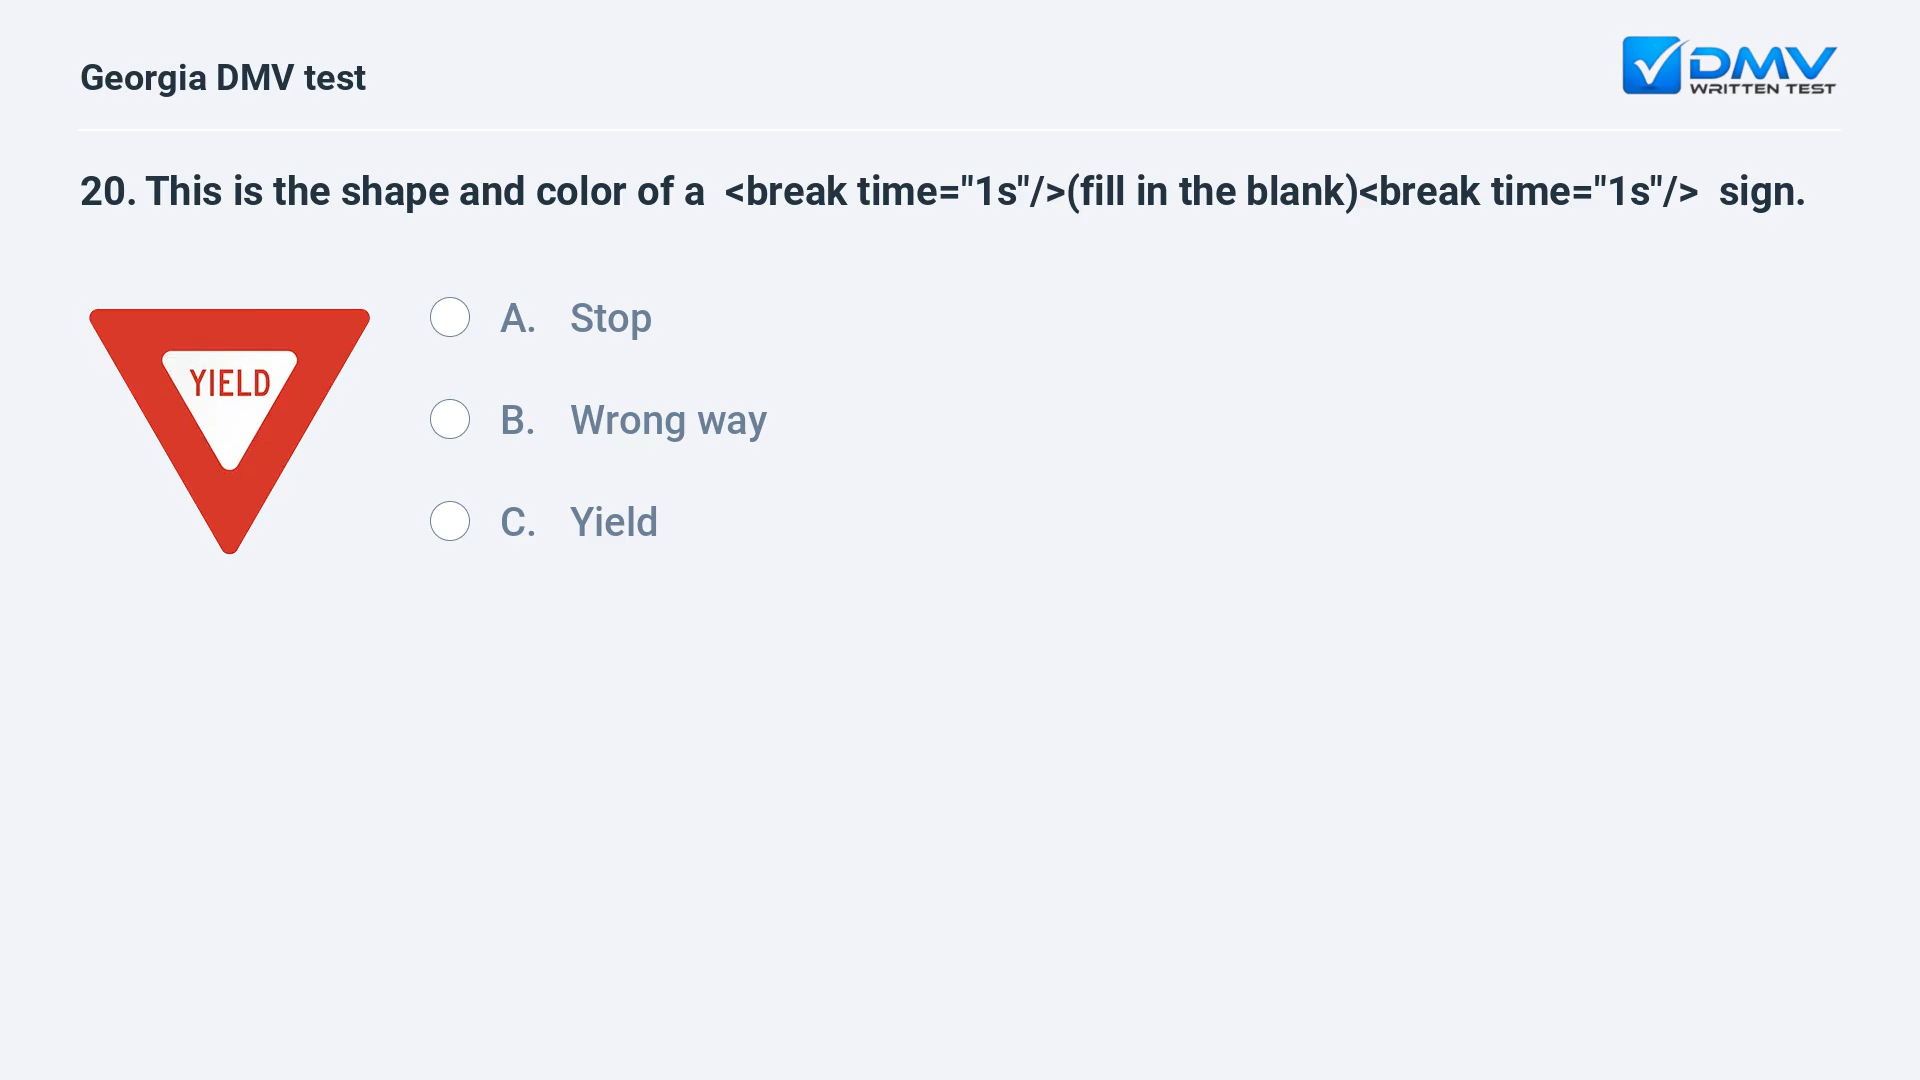 Georgia DMV test
DMV
WRITTEN TEST
20. This is the shape and color of a  <break time="1s"/>(fill in the blank)<break time="1s"/>  sign.
YIELD
A. Stop
B. Wrong way
C. Yield